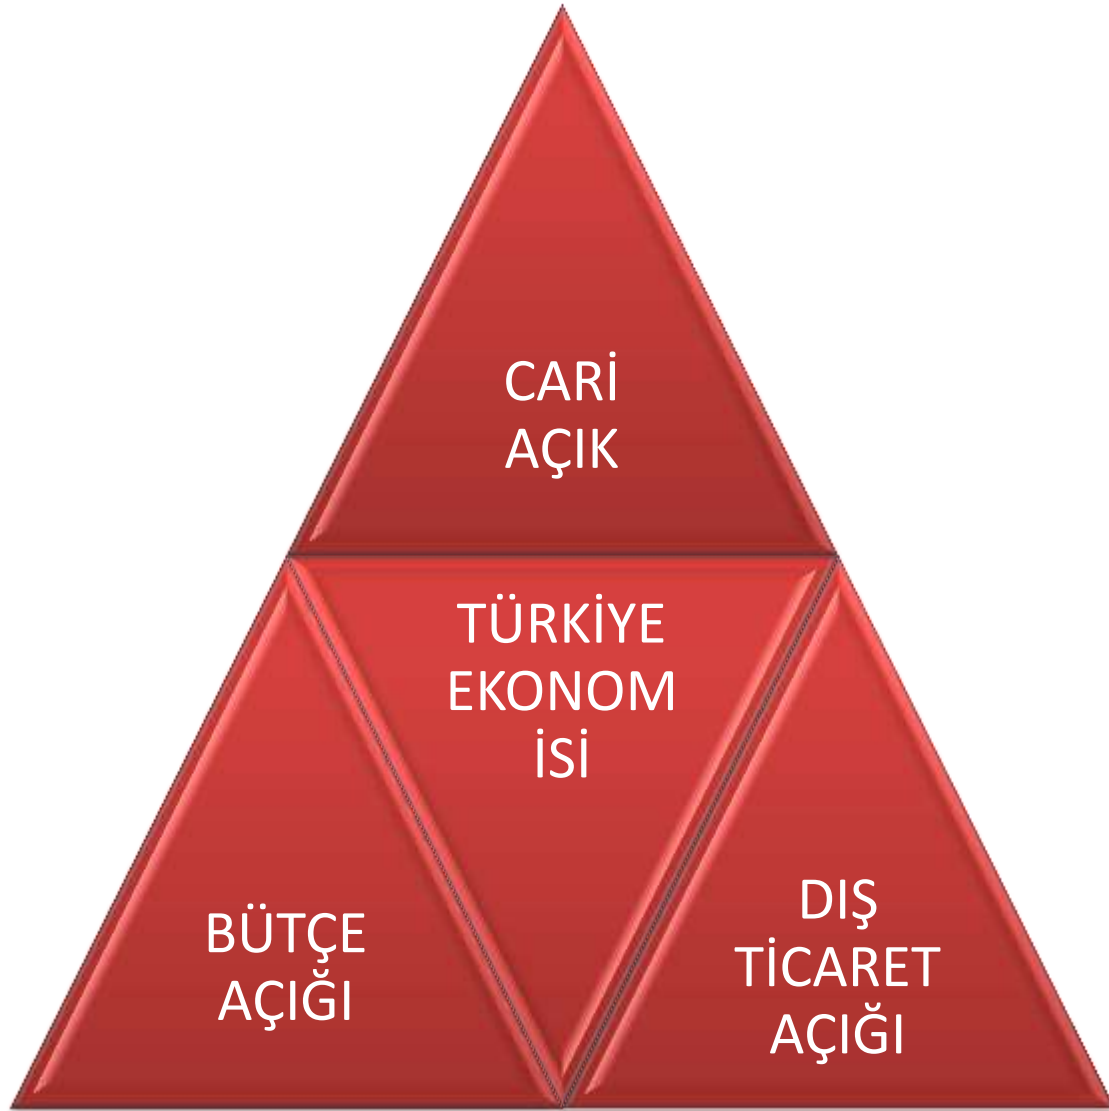 CARİ
AÇIK
TÜRKİYE
EKONOM
İSİ
BÜTÇE
AÇIĞI
DIŞ
TİCARET
AÇIĞI